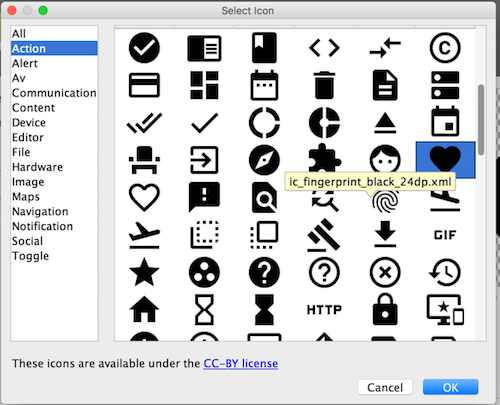 Select Icon
All
Action
Alert
Av
Communication
Content
Device
Editor
File
Hardware
Image
Maps
Navigation
Notification
Social
Toggle
ic_fingerprint_black_24dp.xml
GIF
HTTP
These icons are available under the CC-BY license
Cancel
OK